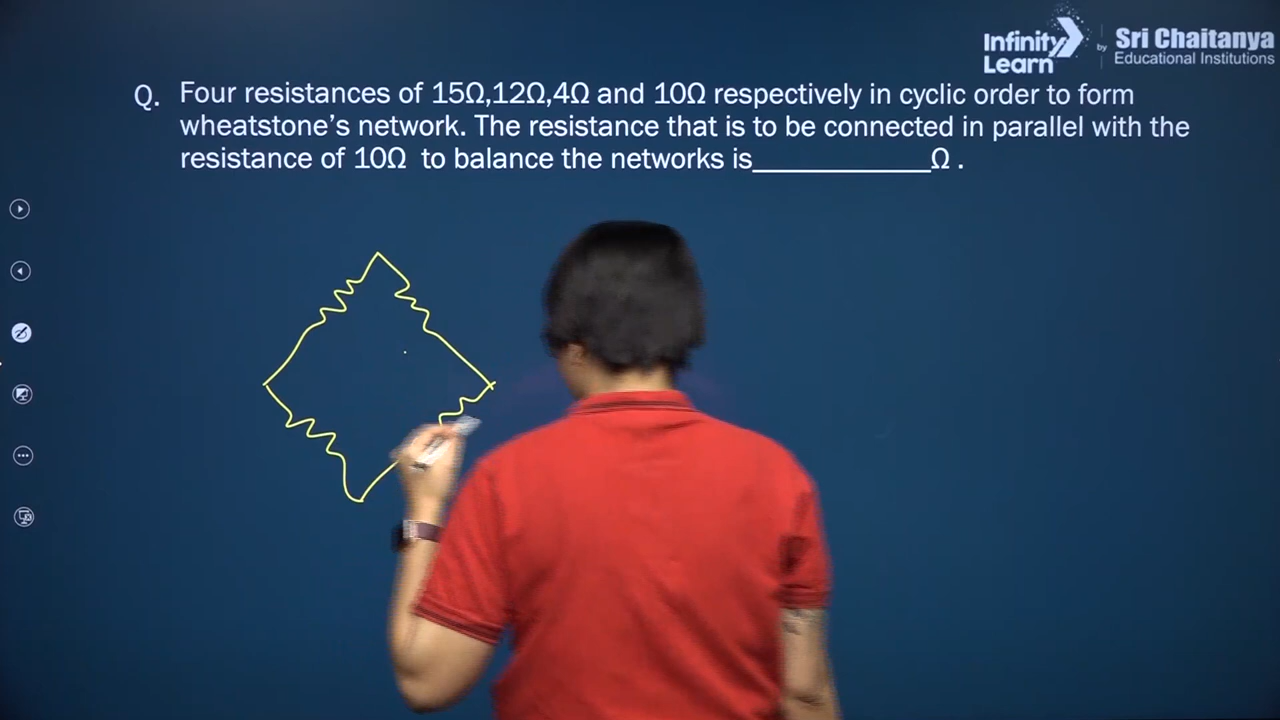 Infinity Learn by Sri Chaitanya Educational Institutions
Q. Four resistances of 15Ω,12Ω,4Ω and 10Ω respectively in cyclic order to form
wheatstone's network. The resistance that is to be connected in parallel with the
resistance of 10Ω to balance the networks is____________Ω .